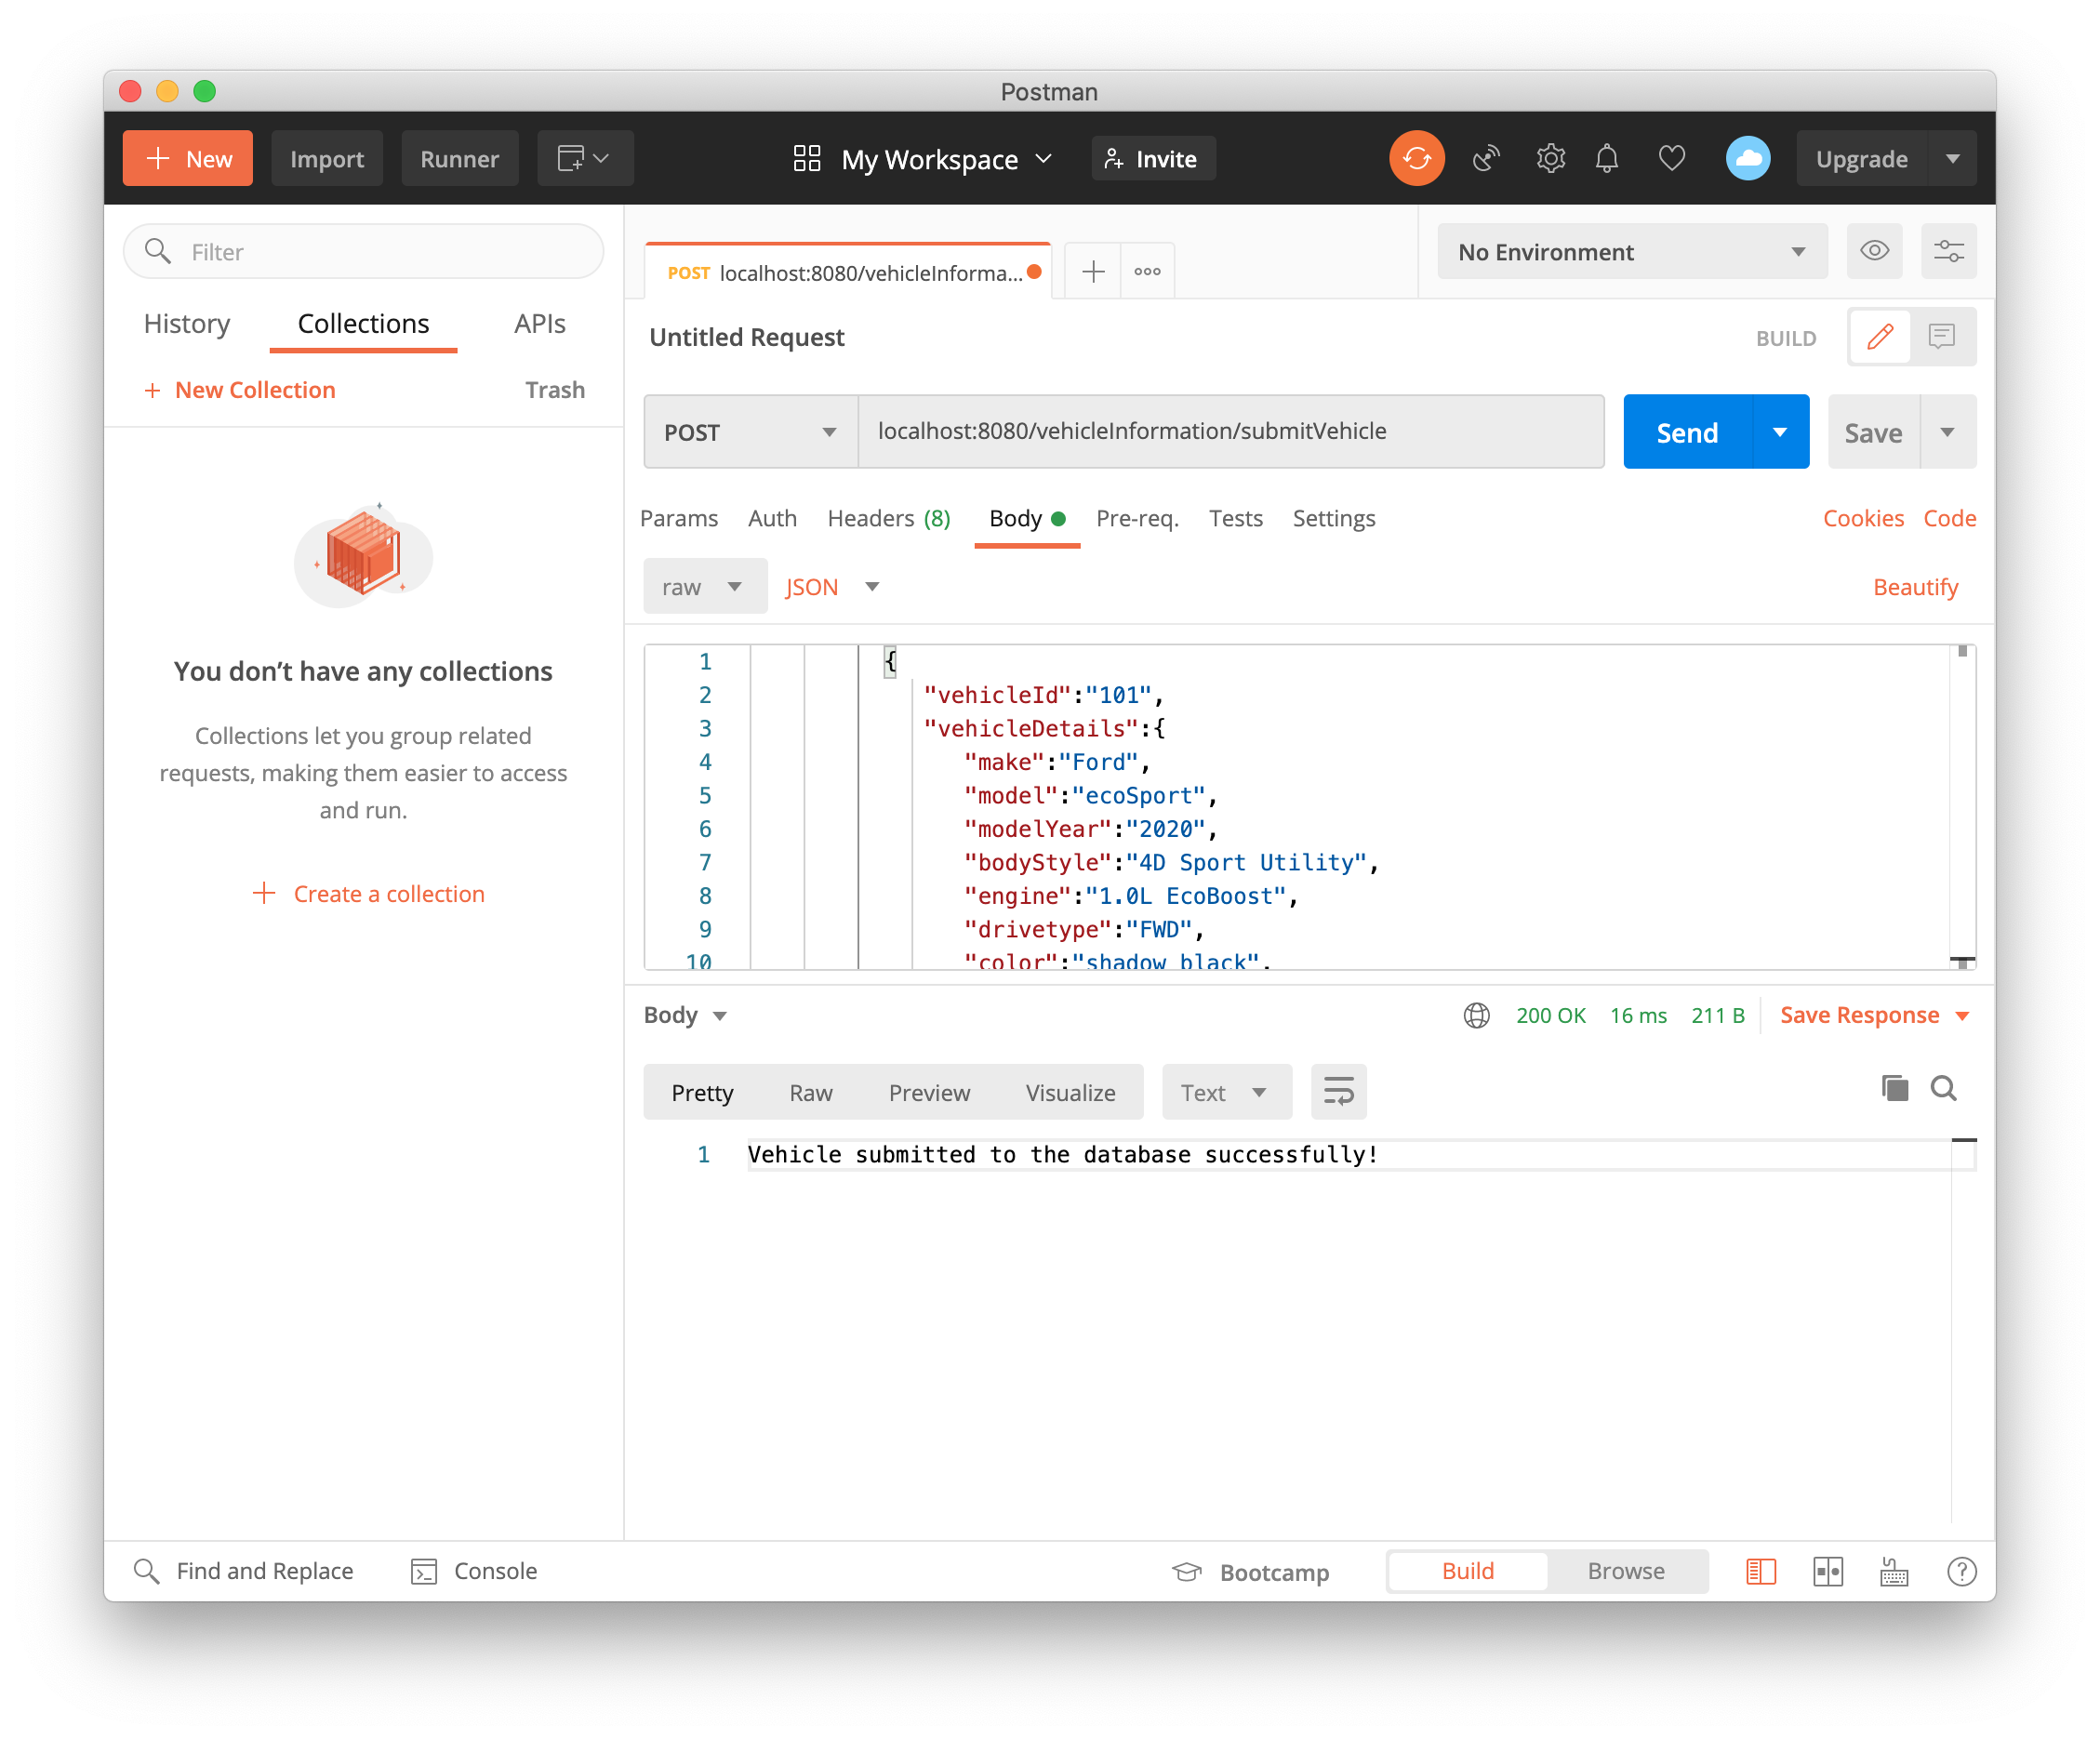 Postman
New
Import
Runner
My Workspace
Invite
Upgrade
Filter
History
Collections
APIs
+ New Collection
Trash
You don’t have any collections
Collections let you group related
requests, making them easier to access
and run.
+ Create a collection
POST localhost:8080/vehicleInforma...
No Environment
Untitled Request
BUILD
POST
localhost:8080/vehicleInformation/submitVehicle
Send
Save
Params
Auth
Headers (8)
Body
Pre-req.
Tests
Settings
Cookies
Code
raw
JSON
Beautify
1 {
2 "vehicleId":"101",
3 "vehicleDetails":{
4 "make":"Ford",
5 "model":"ecoSport",
6 "modelYear":"2020",
7 "bodyStyle":"4D Sport Utility",
8 "engine":"1.0L EcoBoost",
9 "drivetype":"FWD",
10 "color":"shadow black",
Body
200 OK
16 ms
211 B
Save Response
Pretty
Raw
Preview
Visualize
Text
1 Vehicle submitted to the database successfully!
Find and Replace
Console
Bootcamp
Build
Browse